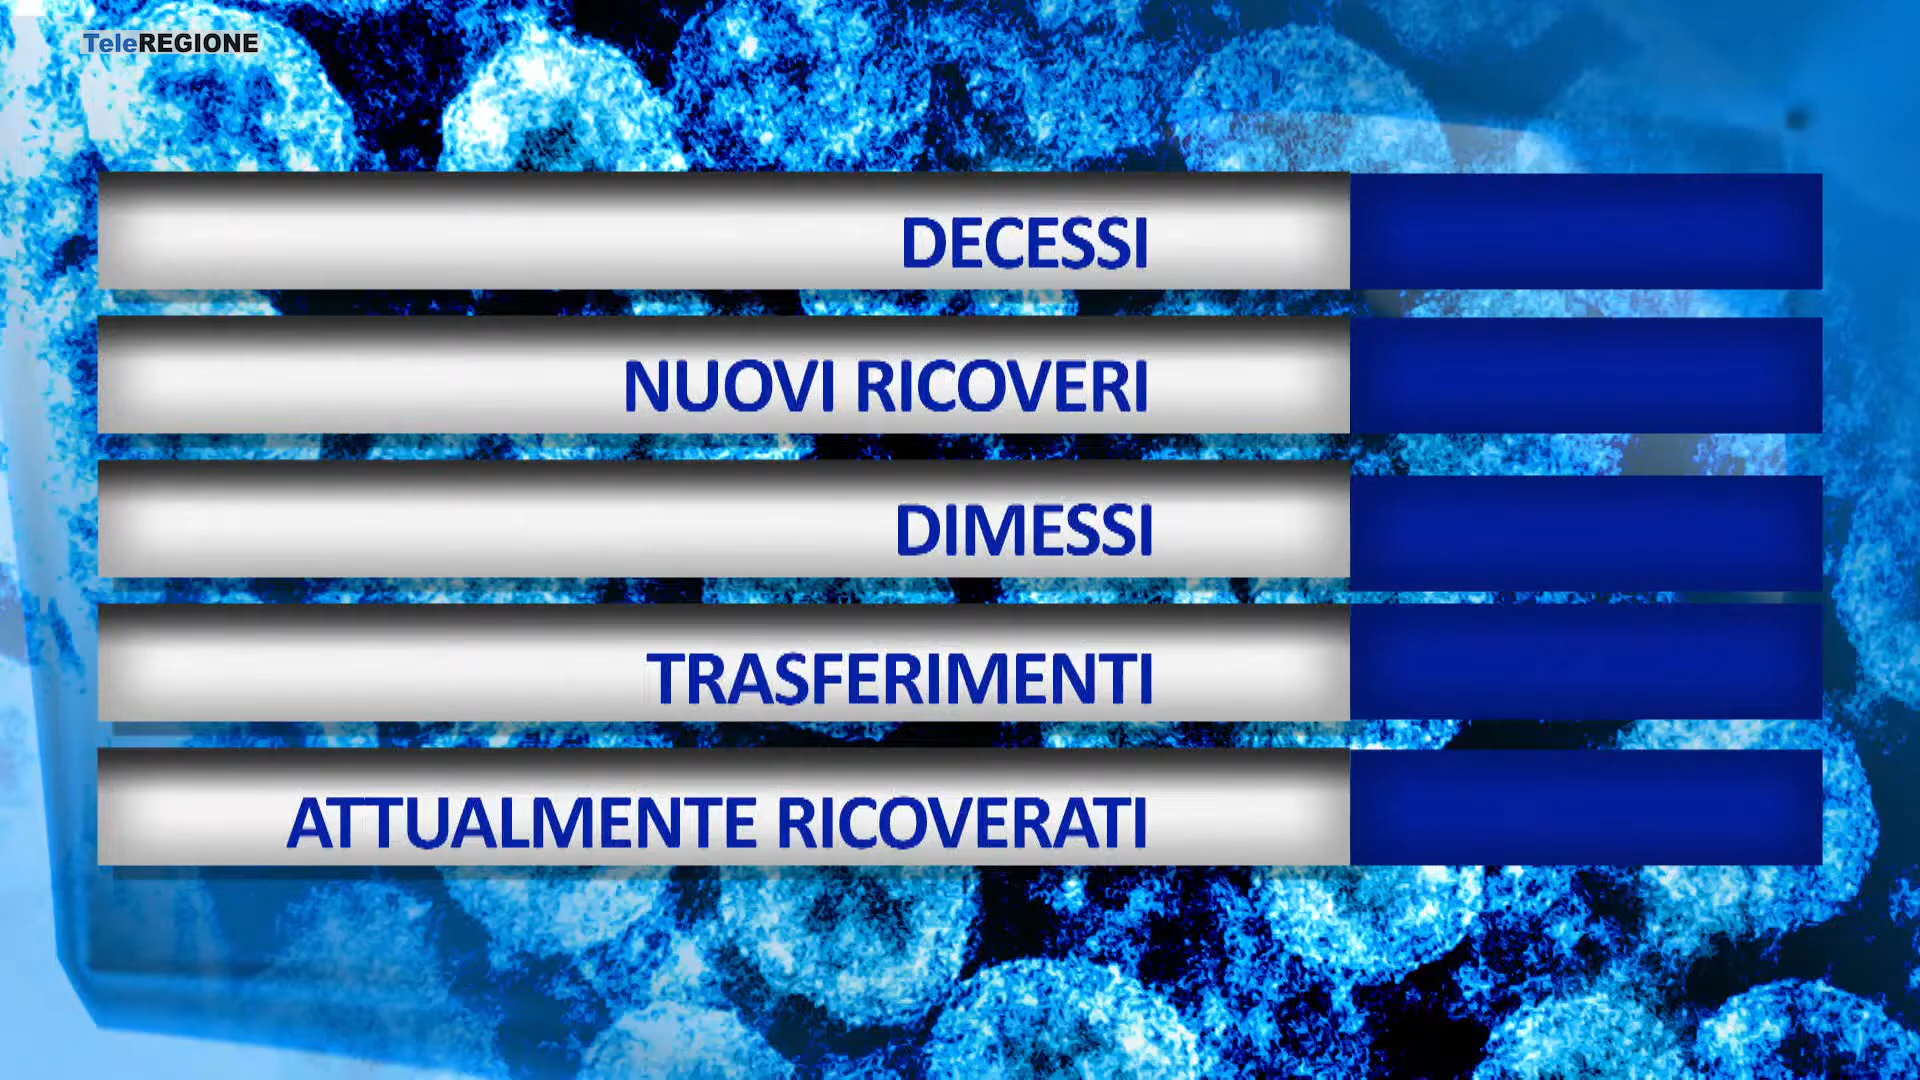 TeleREGIONE
DECESSI
NUOVI RICOVERI
DIMESSI
TRASFERIMENTI
ATTUALMENTE RICOVERATI